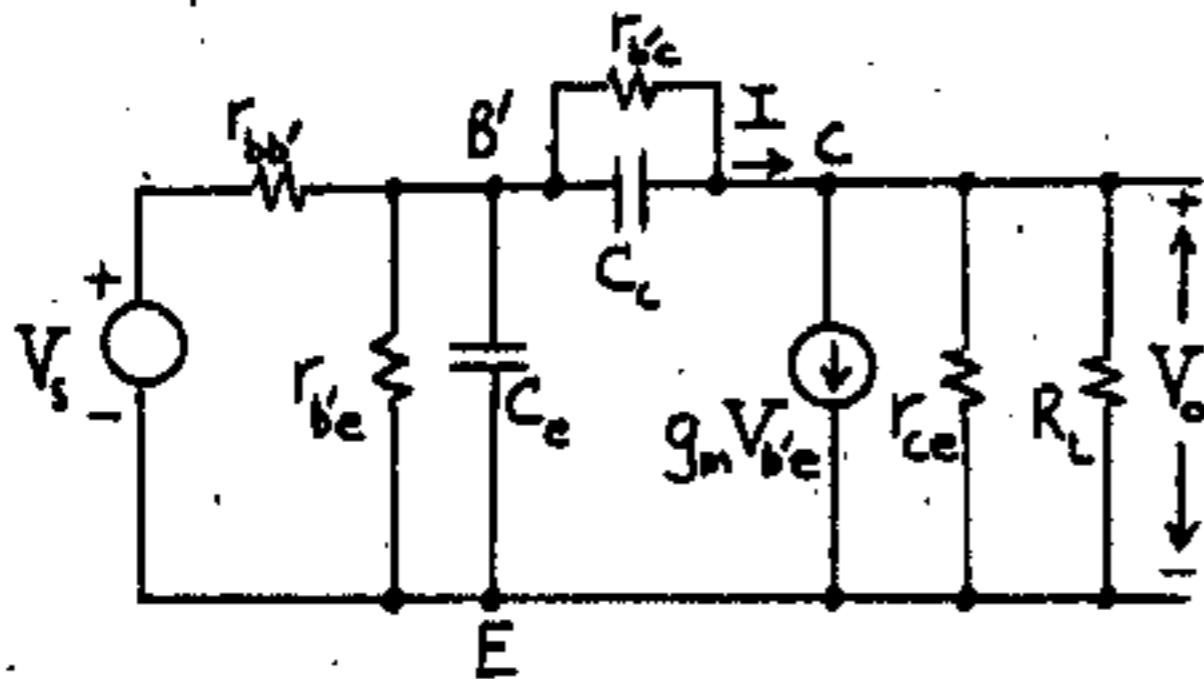 r_b'c
I
r_bb'
B'
C
C_c
+
V_s
-
r_b'e
C_e
g_m V_b'e
r_ce
R_L
+
V_o
-
E